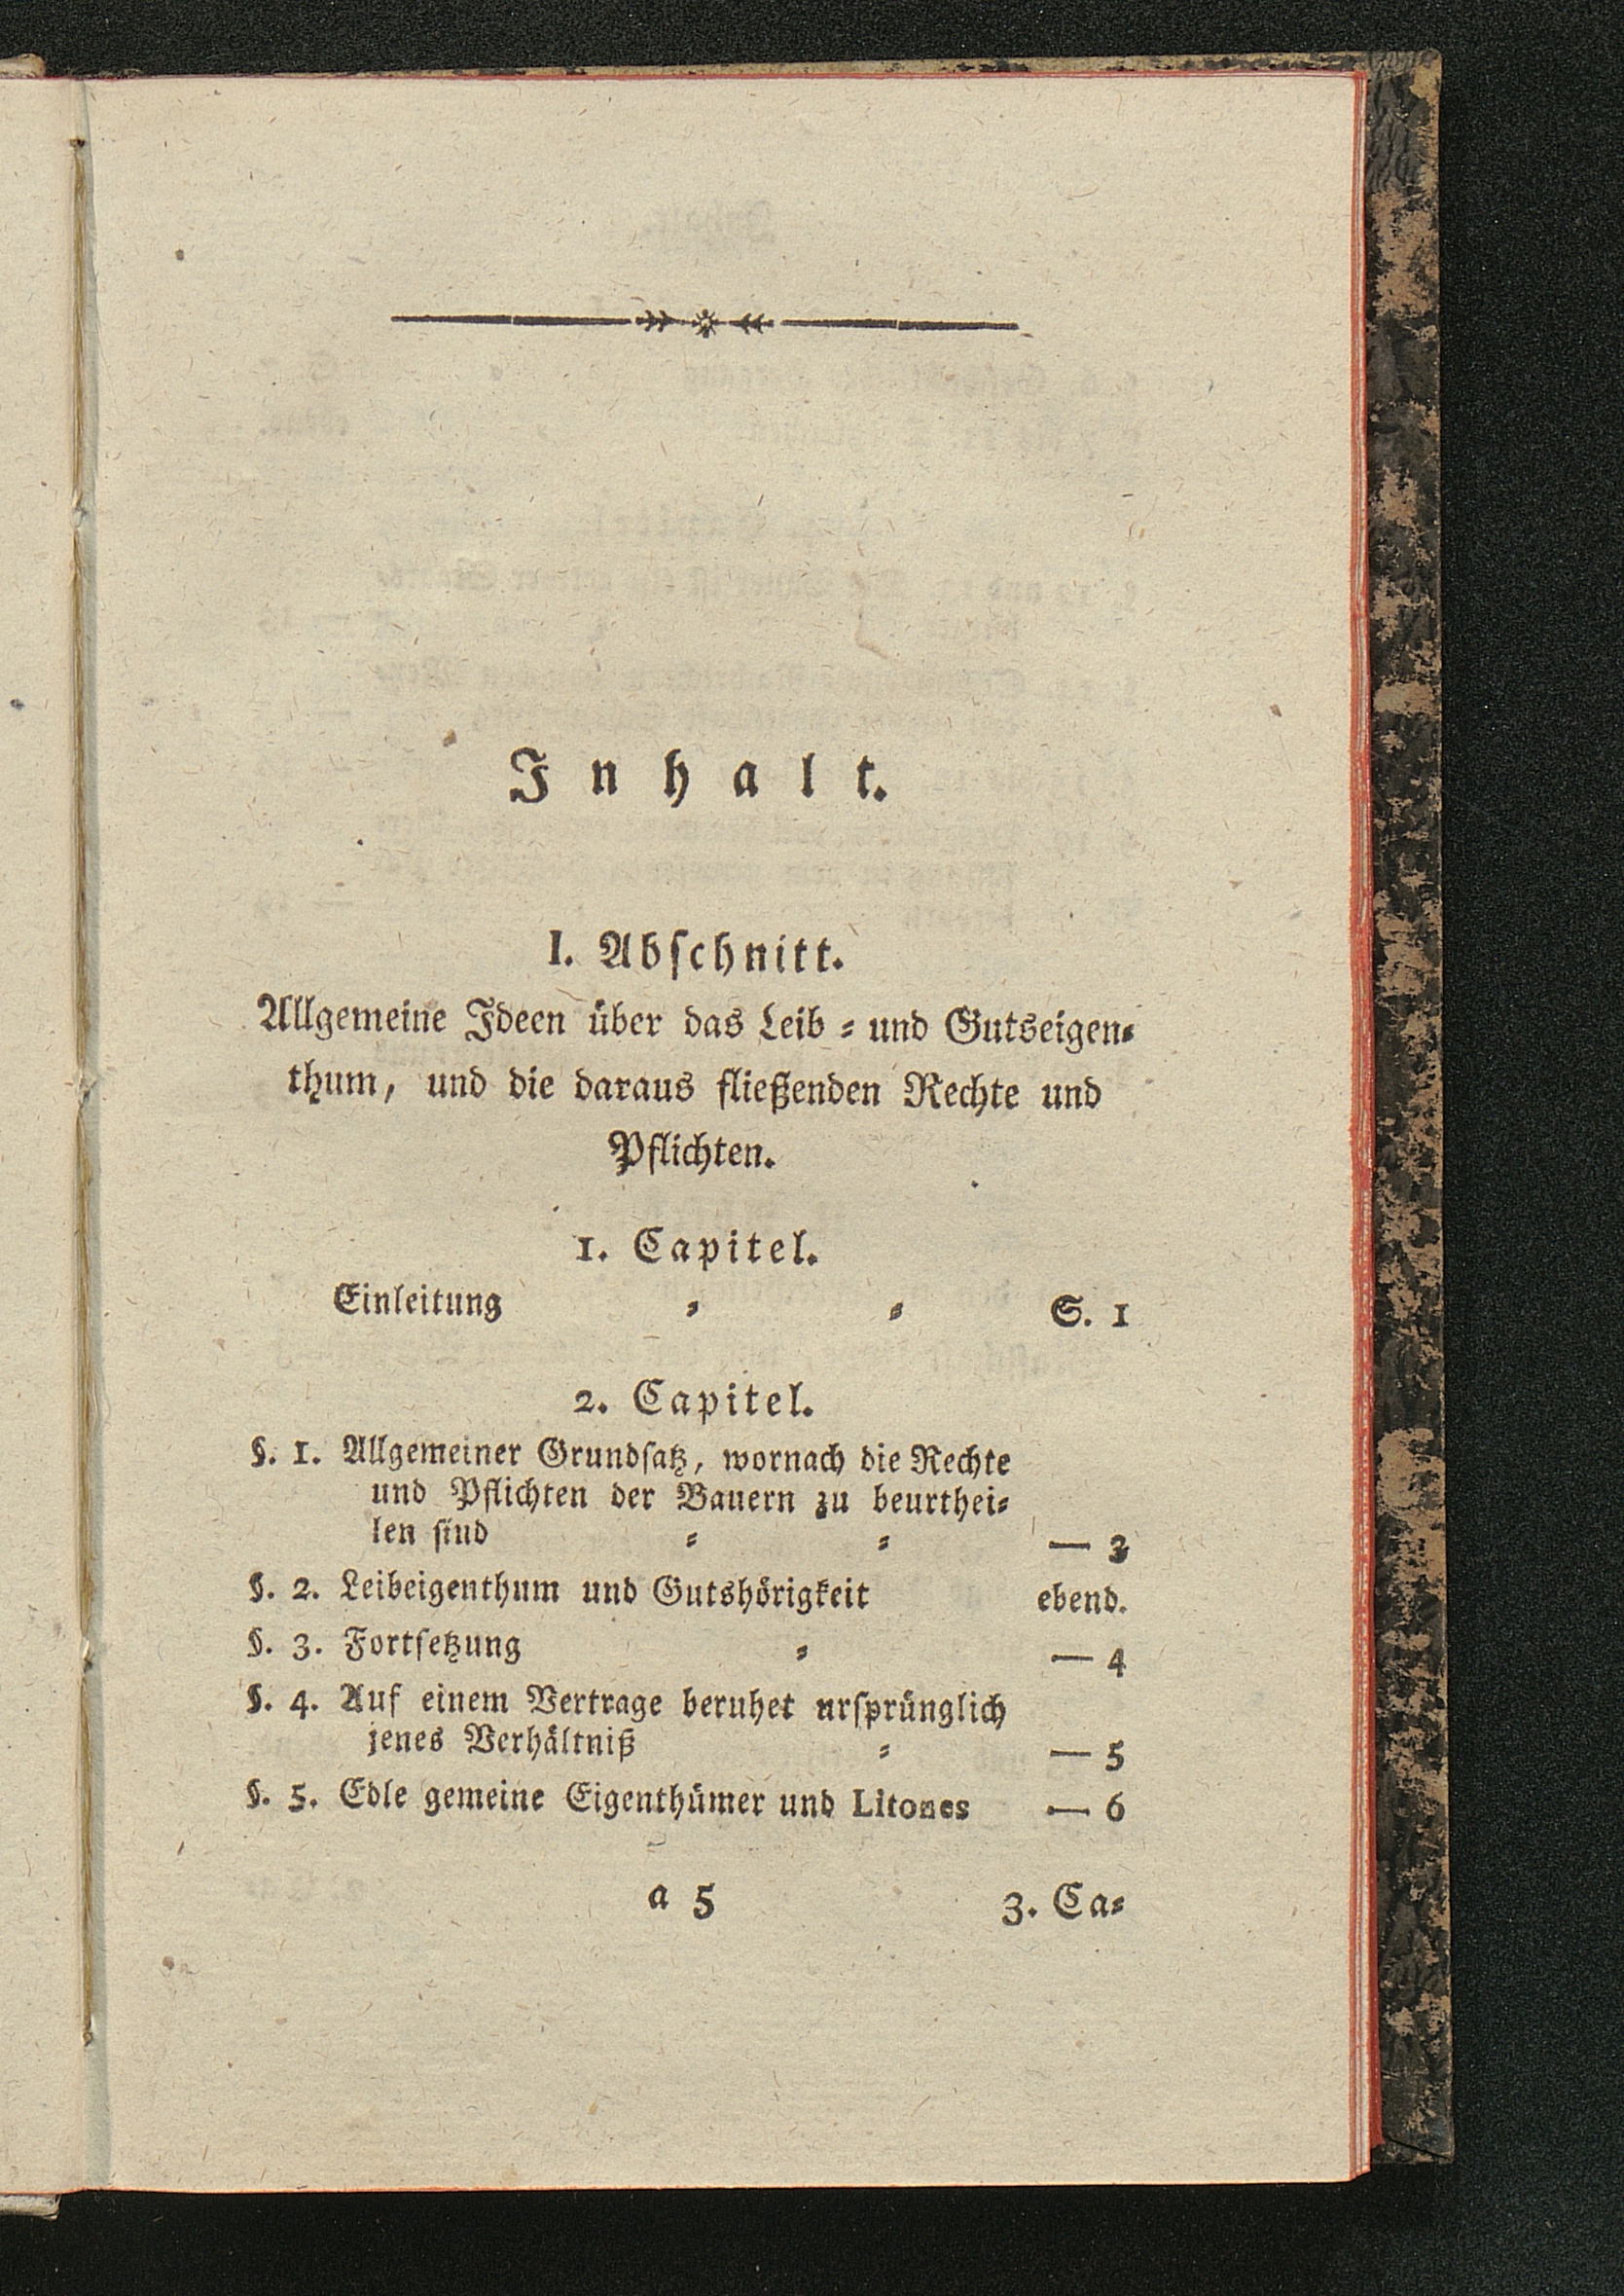 Inhalt.
I. Abschnitt.
Allgemeine Ideen über das Leib- und Gutseigen-
thum, und die daraus fließenden Rechte und
Pflichten.
1. Capitel.
Einleitung = = S. 1
2. Capitel.
§. 1. Allgemeiner Grundsatz, wornach die Rechte
und Pflichten der Bauern zu beurthei-
len sind = = — 3
§. 2. Leibeigenthum und Gutshörigkeit ebend.
§. 3. Fortsetzung = — 4
§. 4. Auf einem Vertrage beruhet ursprünglich
jenes Verhältniß = — 5
§. 5. Edle gemeine Eigenthümer und Litones — 6
a 5 3. Ca-